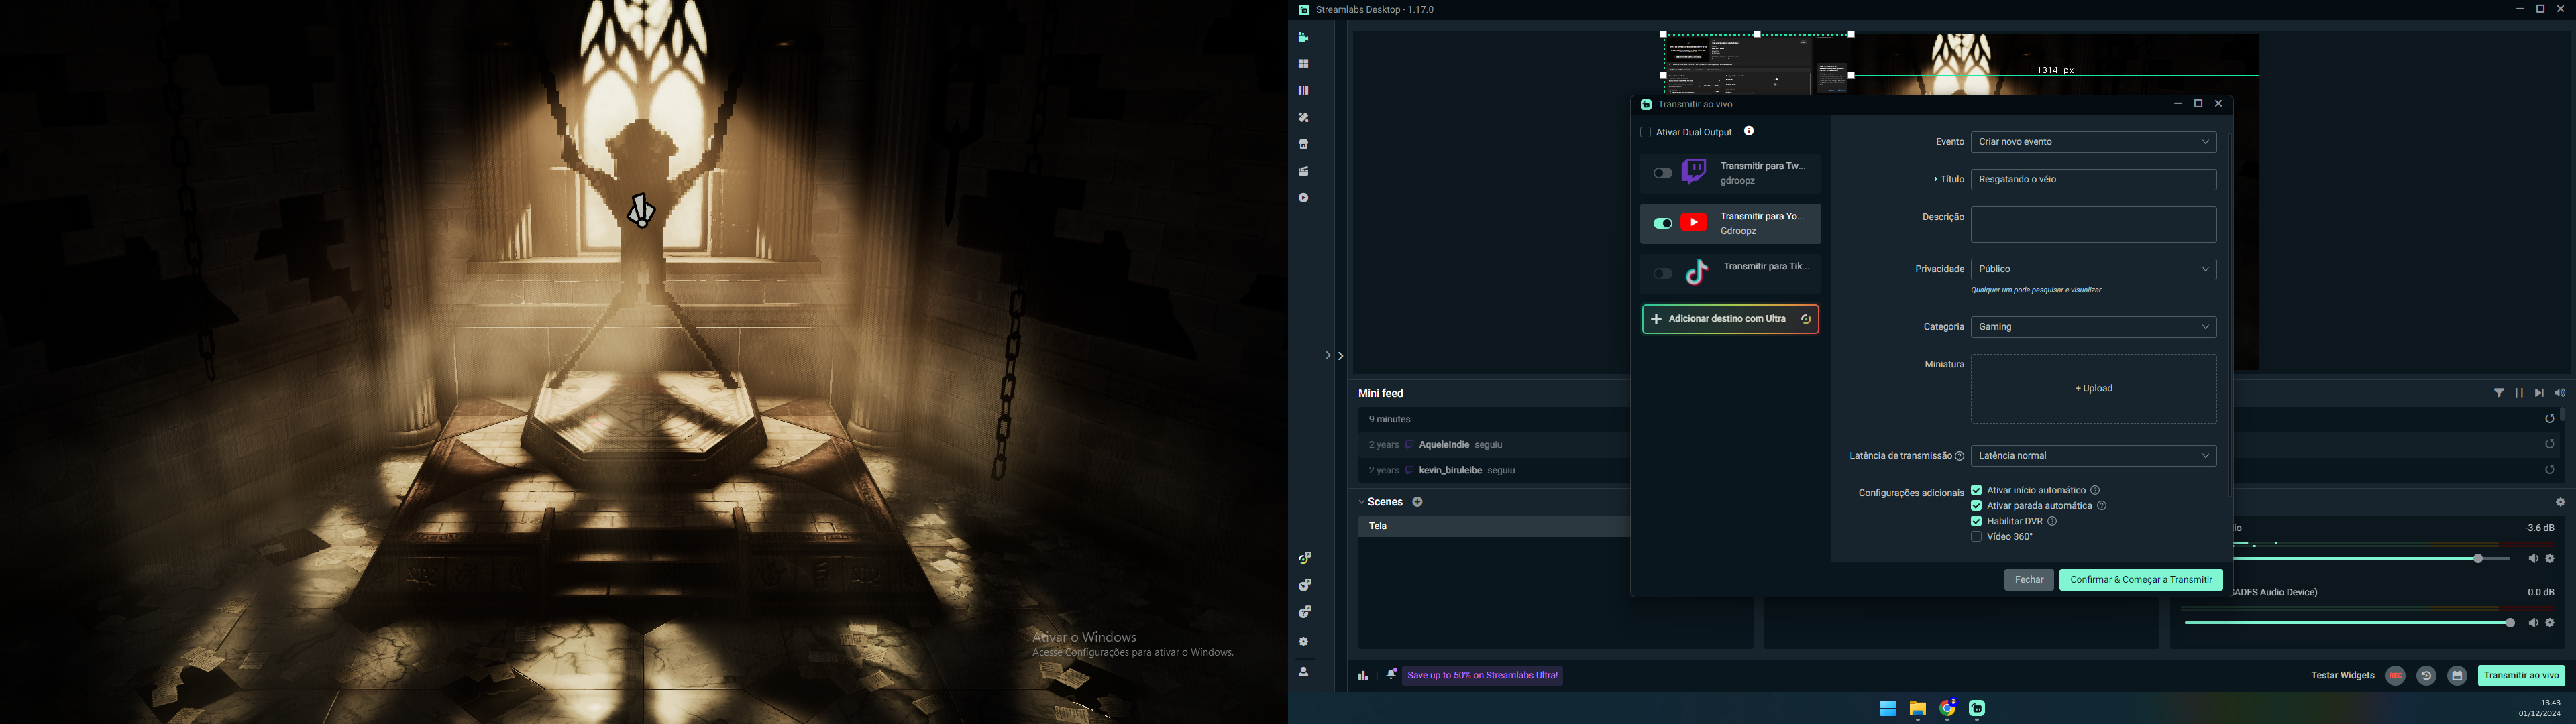 Streamlabs Desktop - 1.17.0
1314 px
Transmitir ao vivo
Ativar Dual Output
Transmitir para Tw...
gdroopz
Transmitir para Yo...
Gdroopz
Transmitir para Tik...
Adicionar destino com Ultra
Evento
Criar novo evento
* Título
Resgatando o véio
Descrição
Privacidade
Público
Qualquer um pode pesquisar e visualizar
Categoria
Gaming
Miniatura
+ Upload
Latência de transmissão
Latência normal
Configurações adicionais
Ativar início automático
Ativar parada automática
Habilitar DVR
Vídeo 360°
Fechar
Confirmar & Começar a Transmitir
Mini feed
9 minutes
2 years AqueleIndie seguiu
2 years kevin_biruleibe seguiu
Scenes
Tela
-3.6 dB
Audio Device)
0.0 dB
Ativar o Windows
Acesse Configurações para ativar o Windows.
Save up to 50% on Streamlabs Ultra!
Testar Widgets
REC
Transmitir ao vivo
13:43
01/12/2024